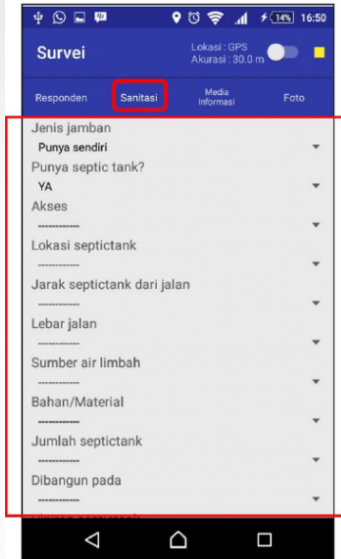 14% 16:50
Survei
Lokasi : GPS
Akurasi : 30.0 m
Responden
Sanitasi
Media
Informasi
Foto
Jenis jamban
Punya sendiri
Punya septic tank?
YA
Akses
------------
Lokasi septictank
------------
Jarak septictank dari jalan
------------
Lebar jalan
------------
Sumber air limbah
------------
Bahan/Material
------------
Jumlah septictank
------------
Dibangun pada
------------